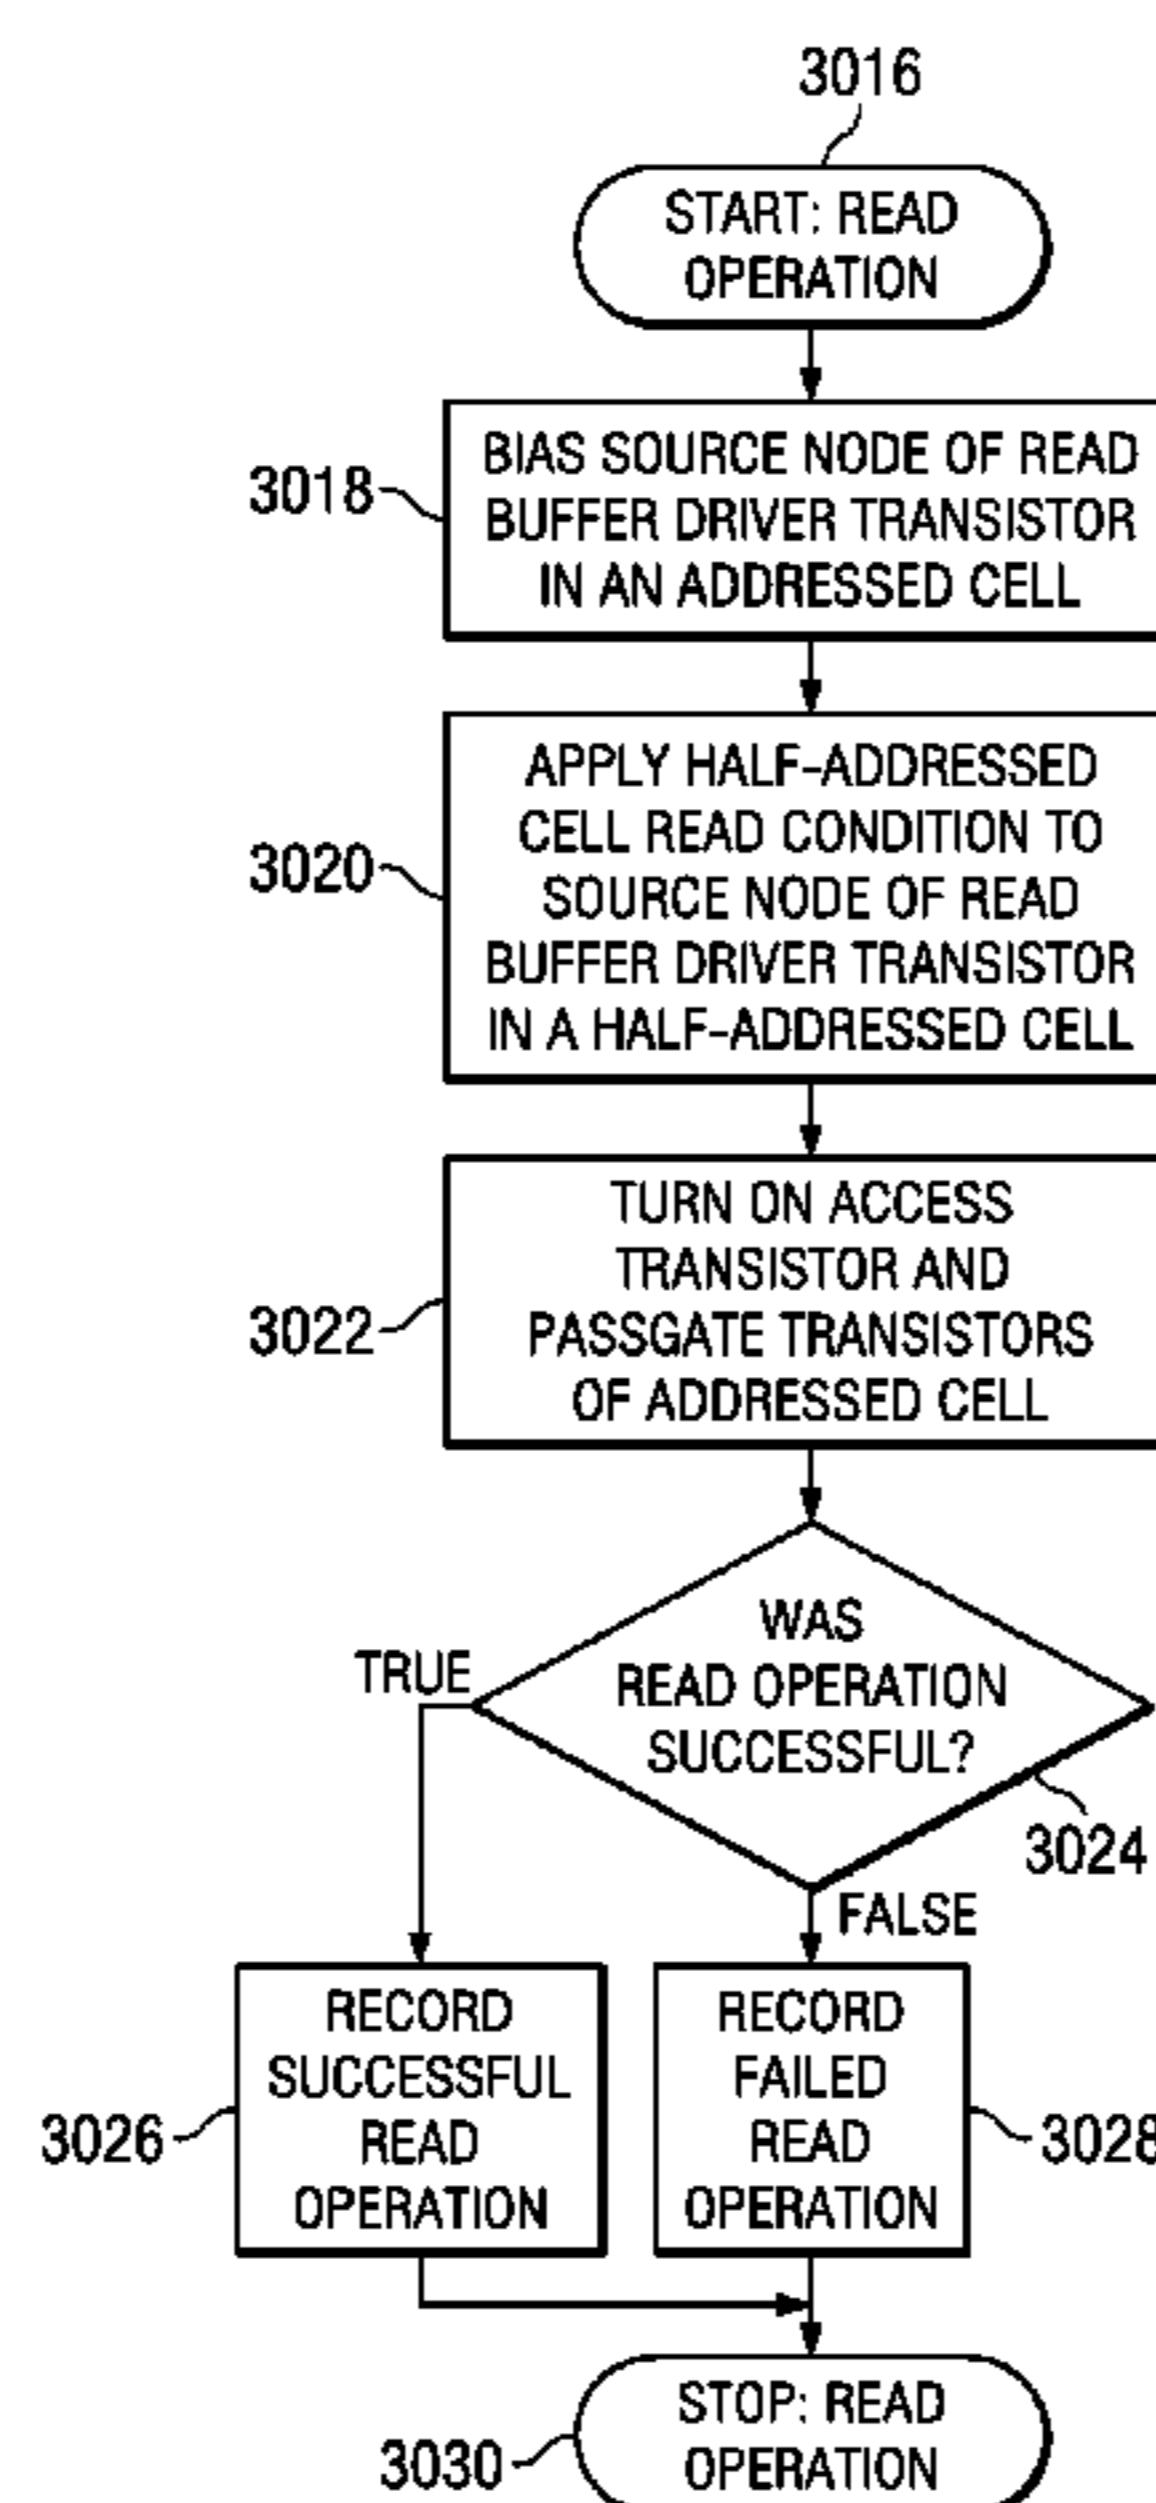 3016
START: READ
OPERATION
3018
BIAS SOURCE NODE OF READ
BUFFER DRIVER TRANSISTOR
IN AN ADDRESSED CELL
3020
APPLY HALF-ADDRESSED
CELL READ CONDITION TO
SOURCE NODE OF READ
BUFFER DRIVER TRANSISTOR
IN A HALF-ADDRESSED CELL
3022
TURN ON ACCESS
TRANSISTOR AND
PASSGATE TRANSISTORS
OF ADDRESSED CELL
WAS
READ OPERATION
SUCCESSFUL?
TRUE
3024
FALSE
3026
RECORD
SUCCESSFUL
READ
OPERATION
RECORD
FAILED
READ
OPERATION
3028
3030
STOP: READ
OPERATION